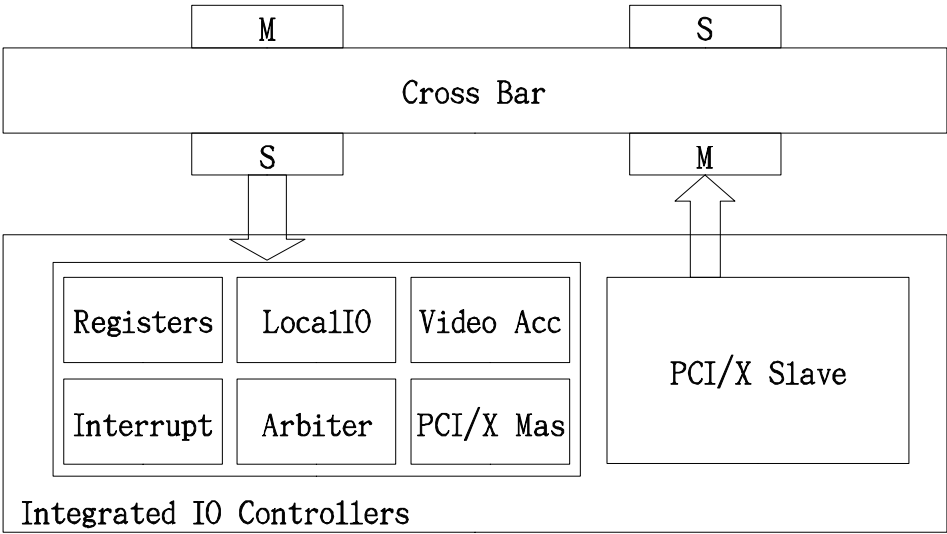 M
S
Cross Bar
S
M
Registers
LocalIO
Video Acc
Interrupt
Arbiter
PCI/X Mas
PCI/X Slave
Integrated IO Controllers